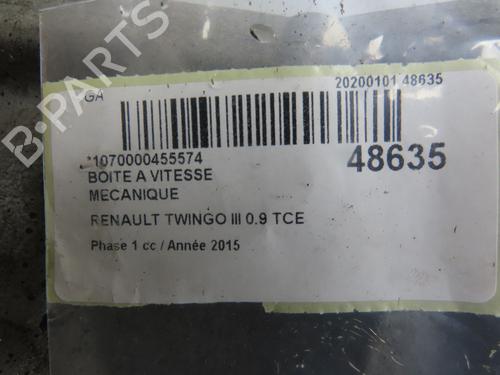 GA
20200101 48635
*1070000455574
48635
BOITE A VITESSE
MECANIQUE
RENAULT TWINGO III 0.9 TCE
Phase 1 cc / Année 2015
B-PARTS